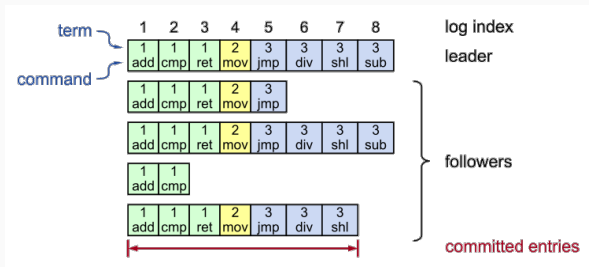 1 2 3 4 5 6 7 8 log index
term
1 1 1 2 3 3 3 3
add cmp ret mov jmp div shl sub
leader
command
1 1 1 2 3
add cmp ret mov jmp
1 1 1 2 3 3 3 3
add cmp ret mov jmp div shl sub
followers
1 1
add cmp
1 1 1 2 3 3 3
add cmp ret mov jmp div shl
committed entries